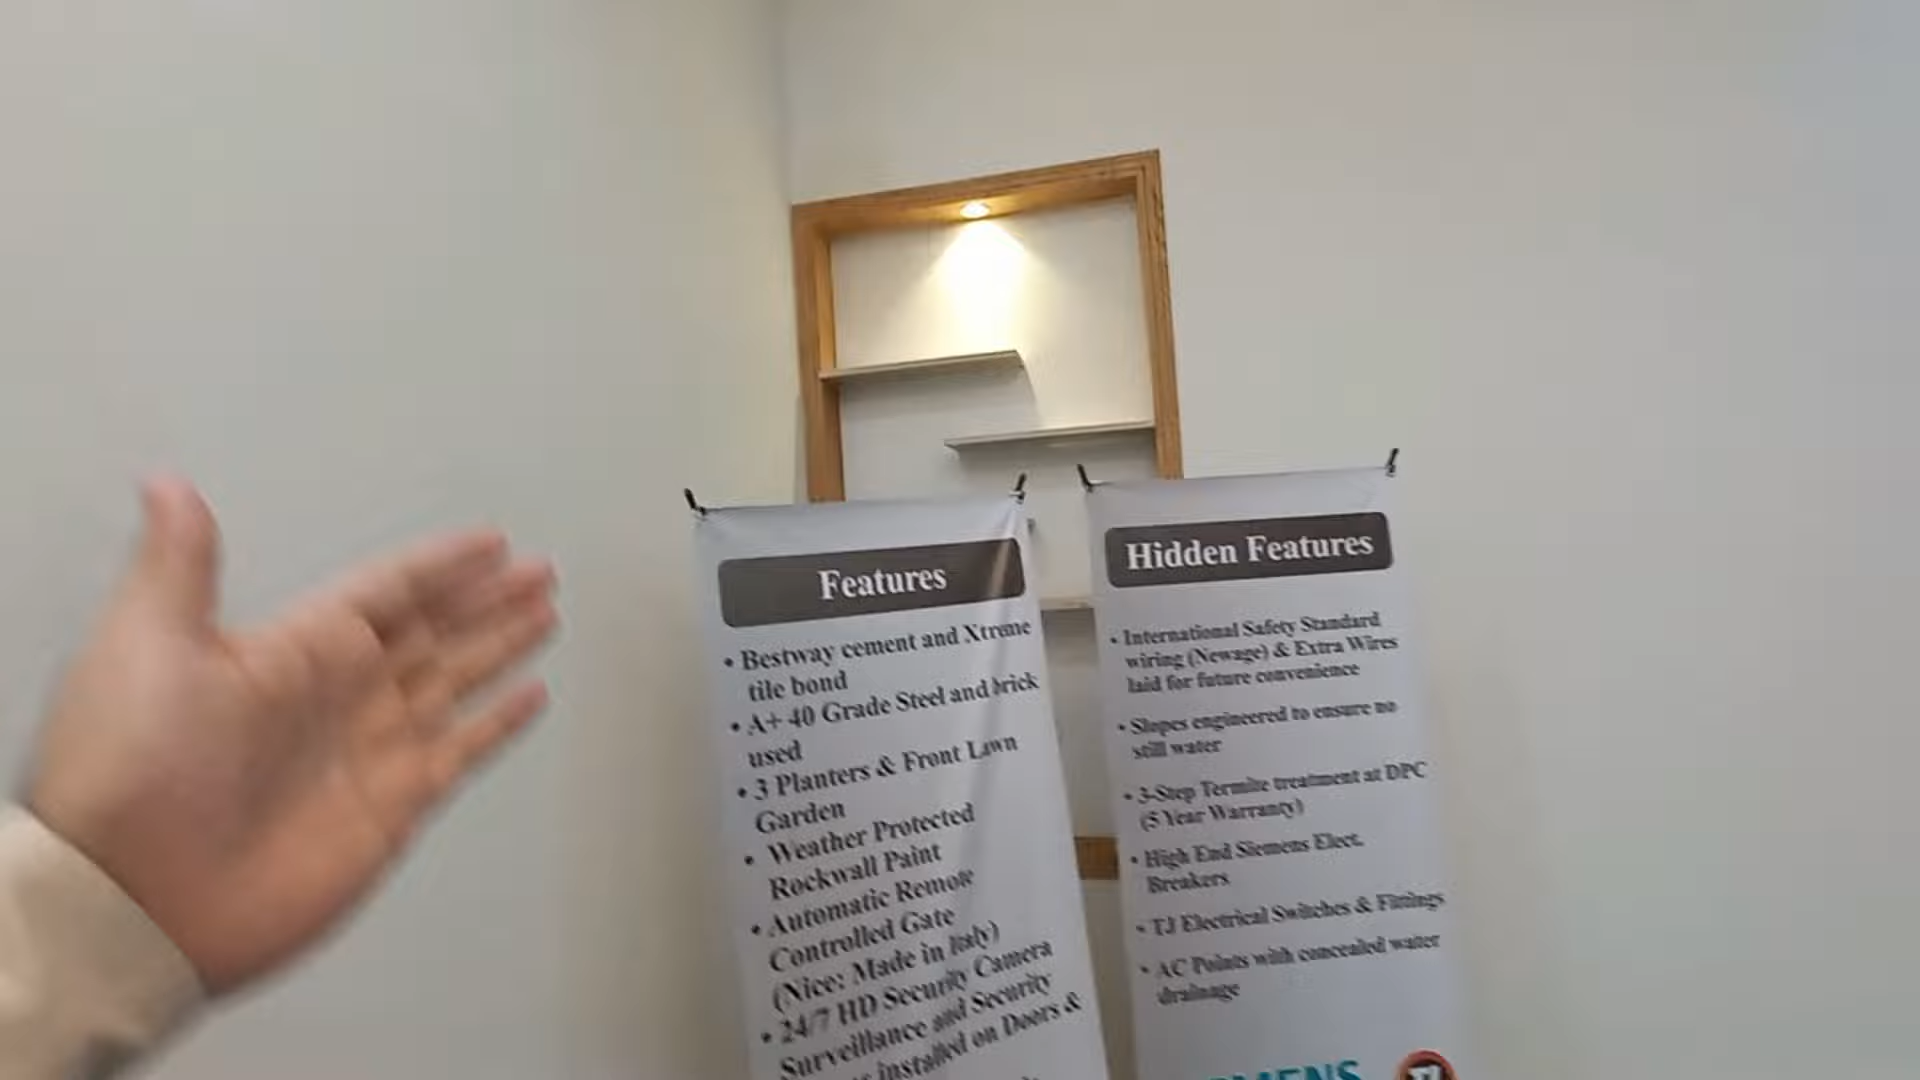 Features
• Bestway cement and Xtreme
tile bond
• A+ 40 Grade Steel and brick
used
• 3 Planters & Front Lawn
Garden
• Weather Protected
Rockwall Paint
• Automatic Remote
Controlled Gate
(Nice: Made in Italy)
• 24/7 HD Security Camera
Surveillance and Security
installed on Doors &
Hidden Features
• International Safety Standard
wiring (Newage) & Extra Wires
laid for future convenience
• Slopes engineered to ensure no
still water
• 3-Step Termite treatment at DPC
(5 Year Warranty)
• High End Siemens Elect.
Breakers
• TJ Electrical Switches & Fittings
• AC Points with concealed water
drainage